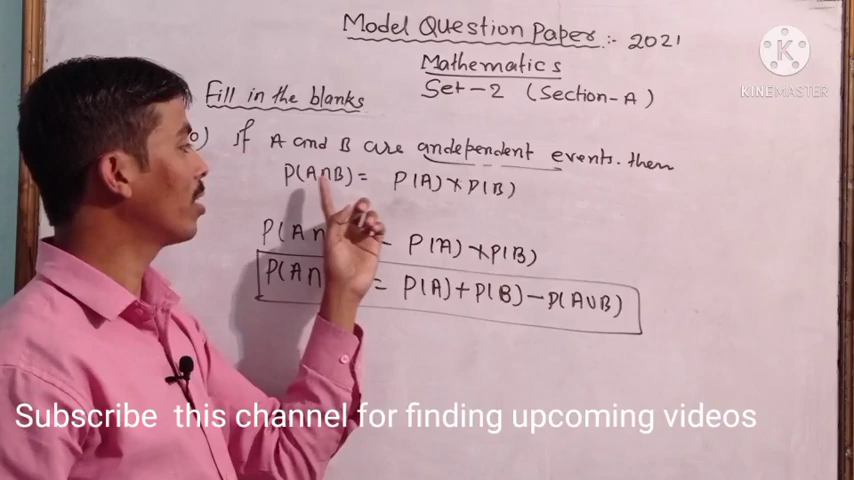 Model Question Paper :- 2021
Mathematics
Set-2 (Section-A)
KINEMASTER
Fill in the blanks
If A and B are andependent events. then
P(A∩B)= P(A)×P(B)
P(A∩ - P(A)×P(B)
P(A∩ = P(A)+P(B)-P(A∪B)
Subscribe this channel for finding upcoming videos